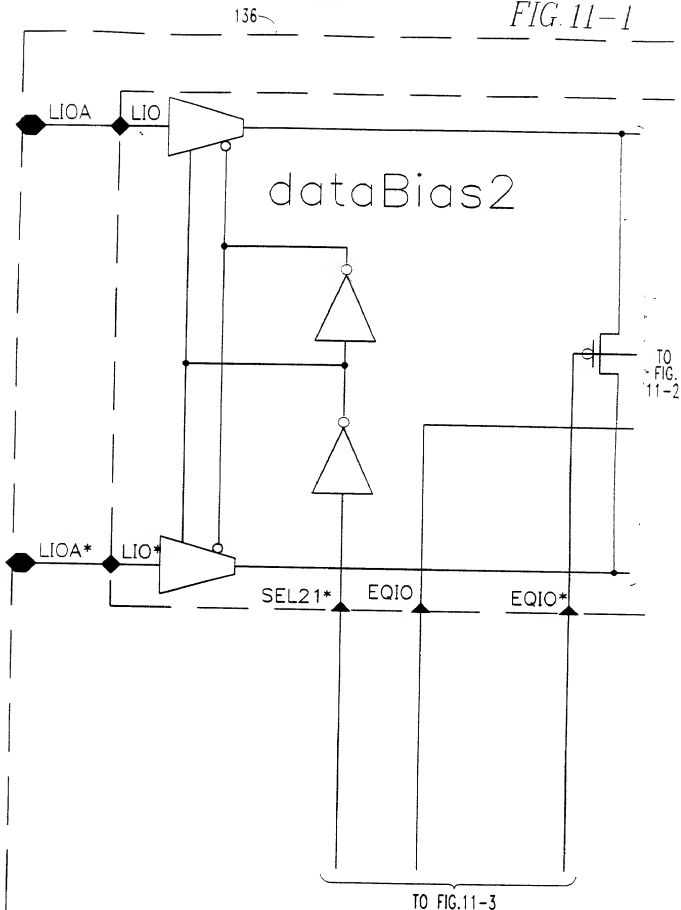 FIG. 11-1
136
LIOA
LIO
dataBias2
TO
FIG.
11-2
LIOA*
LIO*
SEL21*
EQIO
EQIO*
TO FIG.11-3